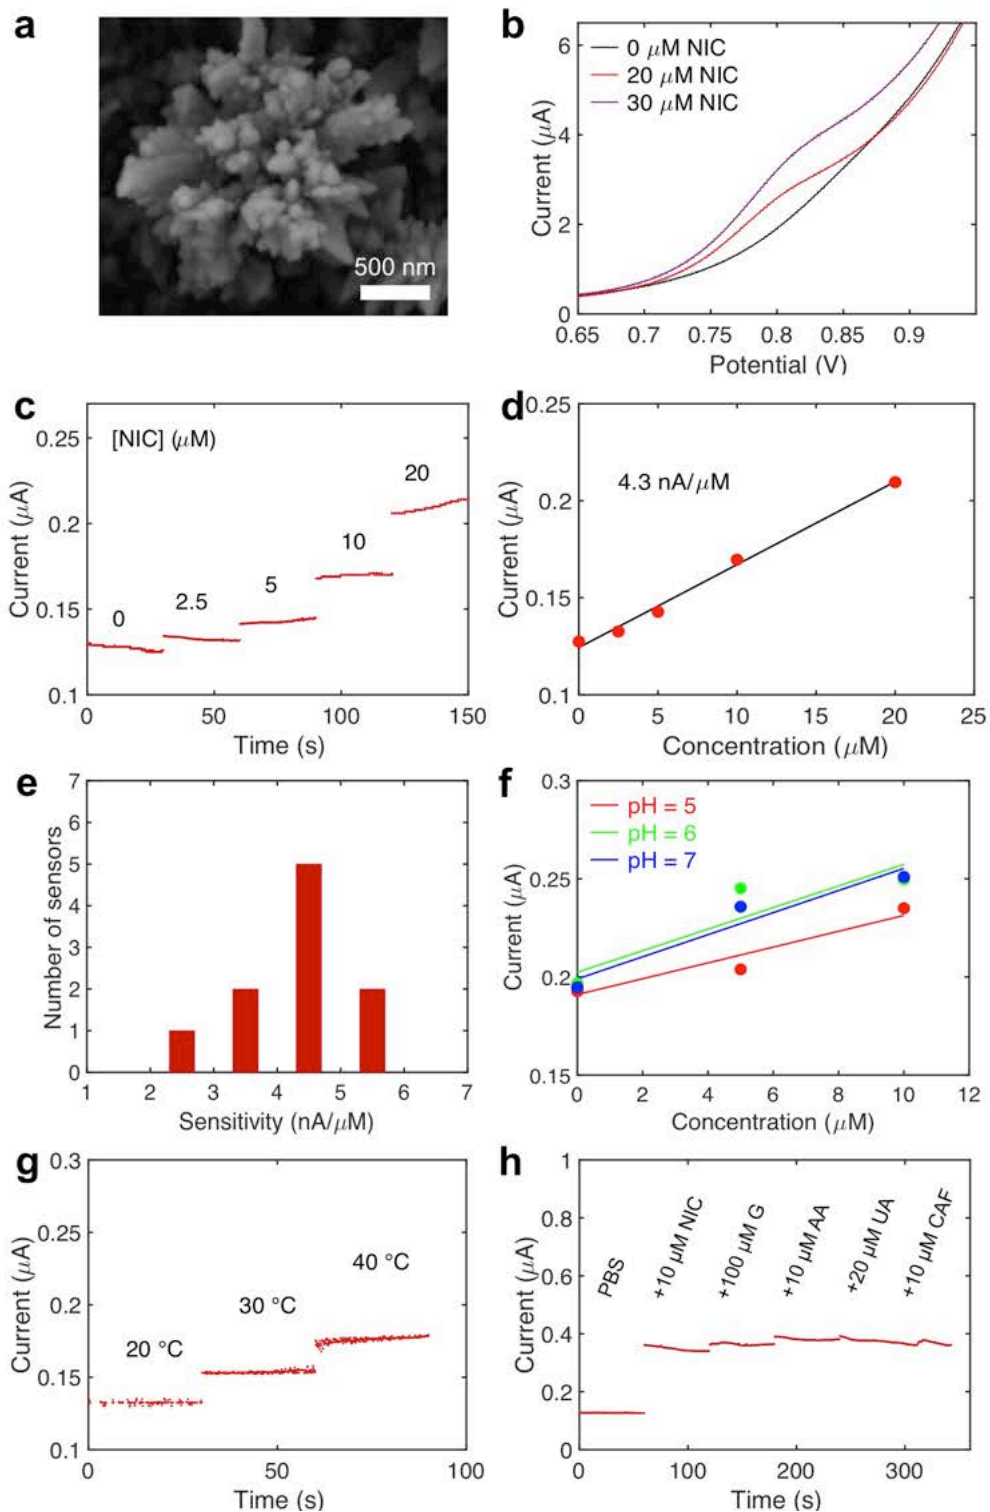 a
500 nm
b
0 μM NIC
20 μM NIC
30 μM NIC
6
4
2
0
Current (μA)
0.65 0.7 0.75 0.8 0.85 0.9
Potential (V)
c
[NIC] (μM)
0.25
0.2
0.15
0.1
Current (μA)
0
2.5
5
10
20
0 50 100 150
Time (s)
d
4.3 nA/μM
0.25
0.2
0.15
0.1
Current (μA)
0 5 10 15 20 25
Concentration (μM)
e
7
6
5
4
3
2
1
0
Number of sensors
1 2 3 4 5 6 7
Sensitivity (nA/μM)
f
pH = 5
pH = 6
pH = 7
0.3
0.25
0.2
0.15
Current (μA)
0 2 4 6 8 10 12
Concentration (μM)
g
0.3
0.25
0.2
0.15
0.1
Current (μA)
20 °C
30 °C
40 °C
0 50 100
Time (s)
h
1
0.8
0.6
0.4
0.2
0
Current (μA)
PBS
+10 μM NIC
+100 μM G
+10 μM AA
+20 μM UA
+10 μM CAF
0 100 200 300
Time (s)